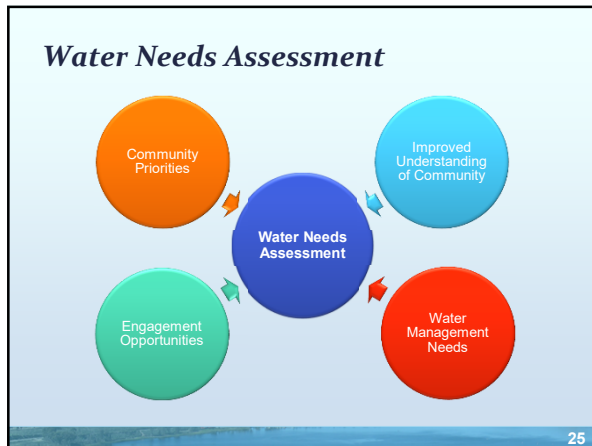 Water Needs Assessment
Community
Priorities
Improved
Understanding
of Community
Water Needs
Assessment
Engagement
Opportunities
Water
Management
Needs
25